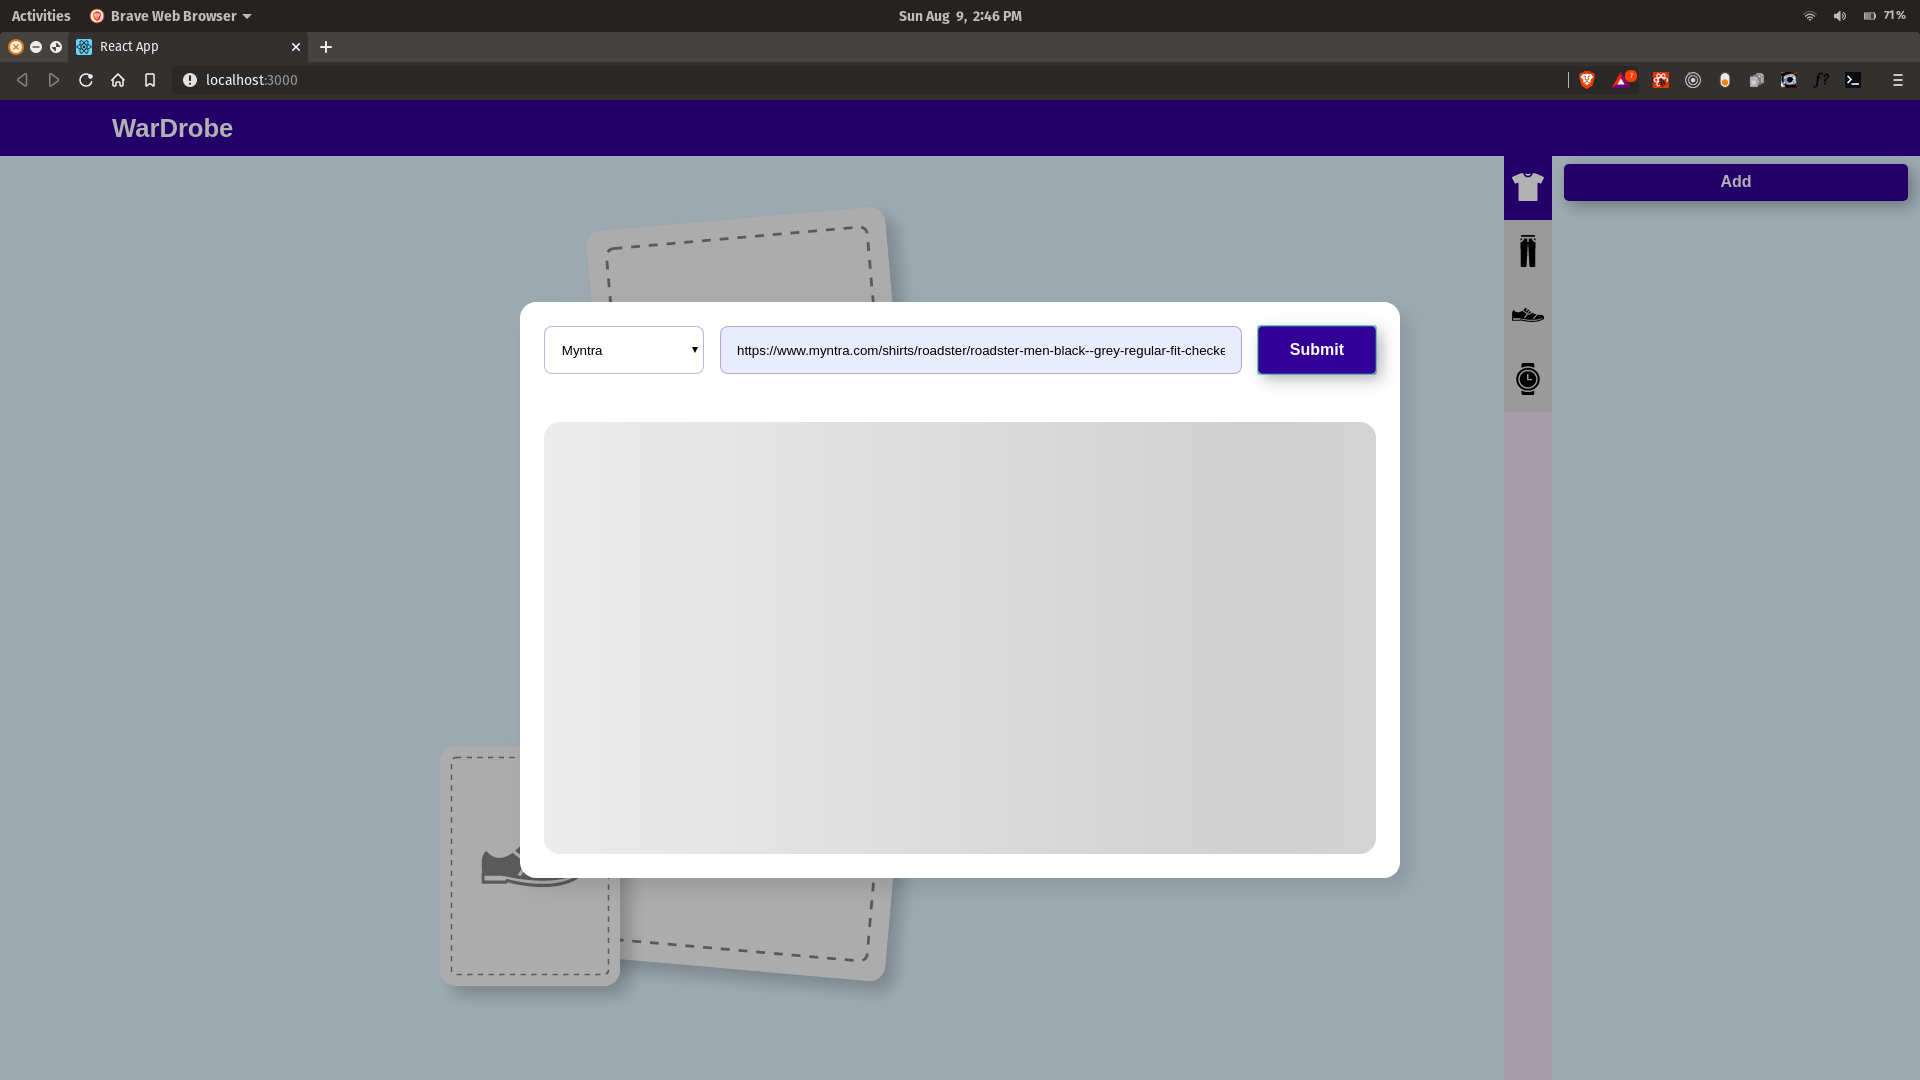 Activities Brave Web Browser Sun Aug 9, 2:46 PM 71%
React App
localhost:3000
WarDrobe
Add
Myntra https://www.myntra.com/shirts/roadster/roadster-men-black--grey-regular-fit-checke Submit